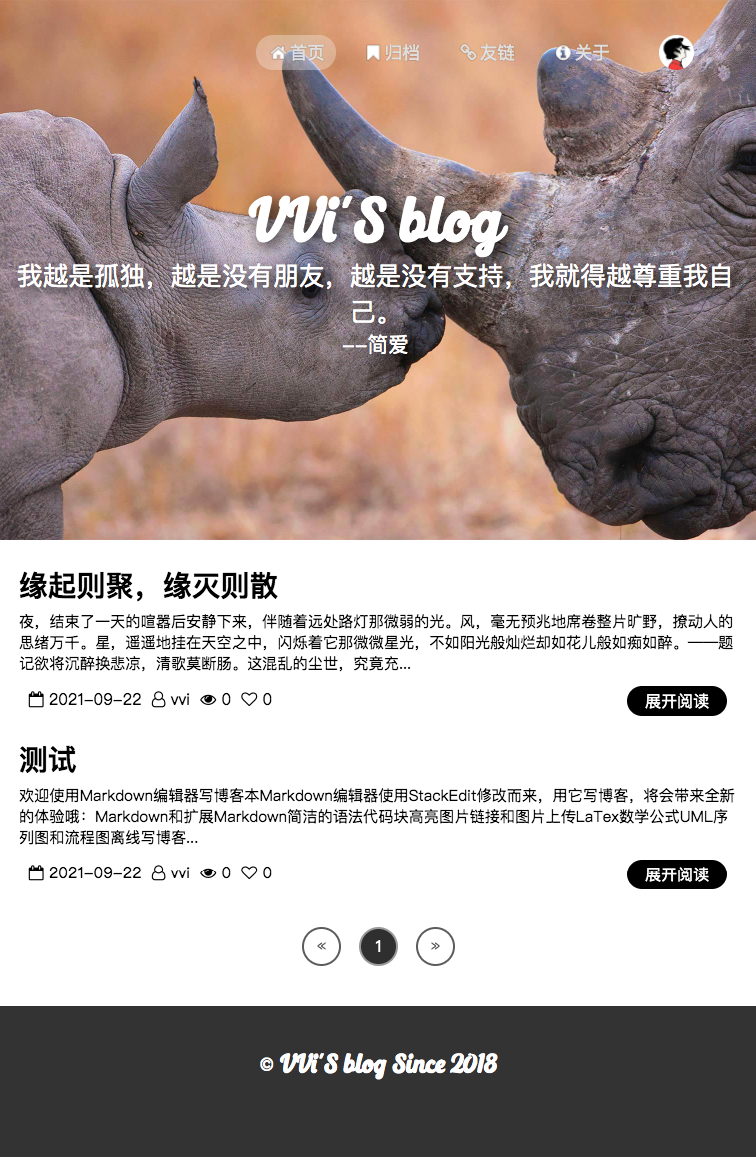 首页 归档 友链 关于
VVi'S blog
我越是孤独，越是没有朋友，越是没有支持，我就得越尊重我自
己。
--简爱
缘起则聚，缘灭则散
夜，结束了一天的喧嚣后安静下来，伴随着远处路灯那微弱的光。风，毫无预兆地席卷整片旷野，撩动人的
思绪万千。星，遥遥地挂在天空之中，闪烁着它那微微星光，不如阳光般灿烂却如花儿般如痴如醉。——题
记欲将沉醉换悲凉，清歌莫断肠。这混乱的尘世，究竟充...
2021-09-22 vvi 0 0 展开阅读
测试
欢迎使用Markdown编辑器写博客本Markdown编辑器使用StackEdit修改而来，用它写博客，将会带来全新
的体验哦：Markdown和扩展Markdown简洁的语法代码块高亮图片链接和图片上传LaTex数学公式UML序
列图和流程图离线写博客...
2021-09-22 vvi 0 0 展开阅读
« 1 »
© VVi'S blog Since 2018